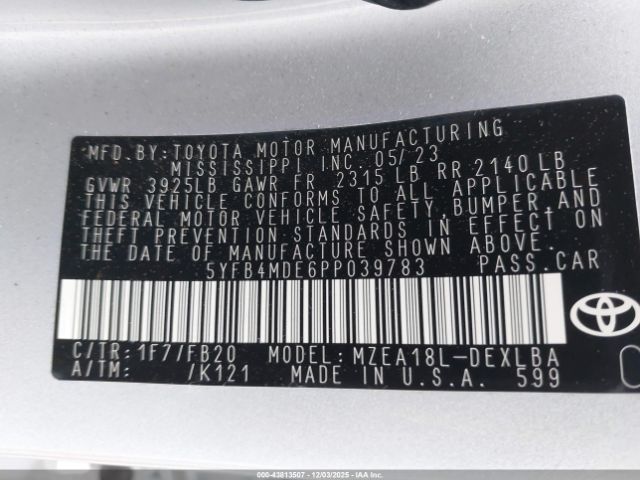 MFD. BY: TOYOTA MOTOR MANUFACTURING
MISSISSIPPI INC. 05/23
GVWR 3925LB GAWR FR 2315 LB RR 2140 LB
THIS VEHICLE CONFORMS TO ALL APPLICABLE
FEDERAL MOTOR VEHICLE SAFETY, BUMPER, AND
THEFT PREVENTION STANDARDS IN EFFECT ON
THE DATE OF MANUFACTURE SHOWN ABOVE.
5YFB4MDE6PP039783 PASS.CAR
C/TR: 1F7/FB20 MODEL: MZEA18L-DEXLBA
A/TM: /K121 MADE IN U.S.A. 599
000-43813507 - 12/03/2025 - IAAI.COM